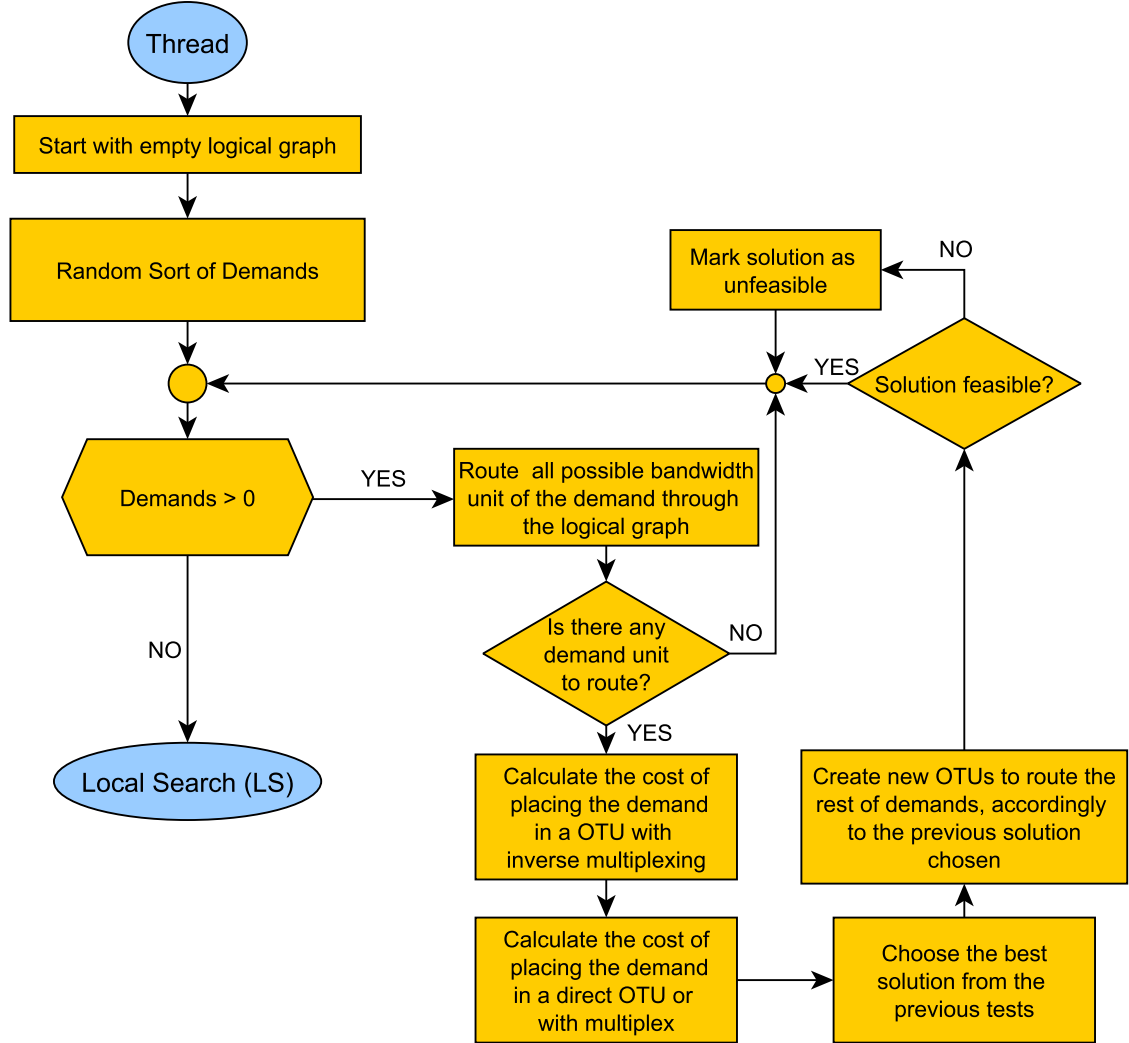 Thread
Start with empty logical graph
Random Sort of Demands
Demands > 0
YES
NO
Local Search (LS)
Route all possible bandwidth
unit of the demand through
the logical graph
Is there any
demand unit
to route?
NO
YES
Calculate the cost of
placing the demand
in a OTU with
inverse multiplexing
Calculate the cost of
placing the demand
in a direct OTU or
with multiplex
Choose the best
solution from the
previous tests
Create new OTUs to route the
rest of demands, accordingly
to the previous solution
chosen
Solution feasible?
YES
NO
Mark solution as
unfeasible